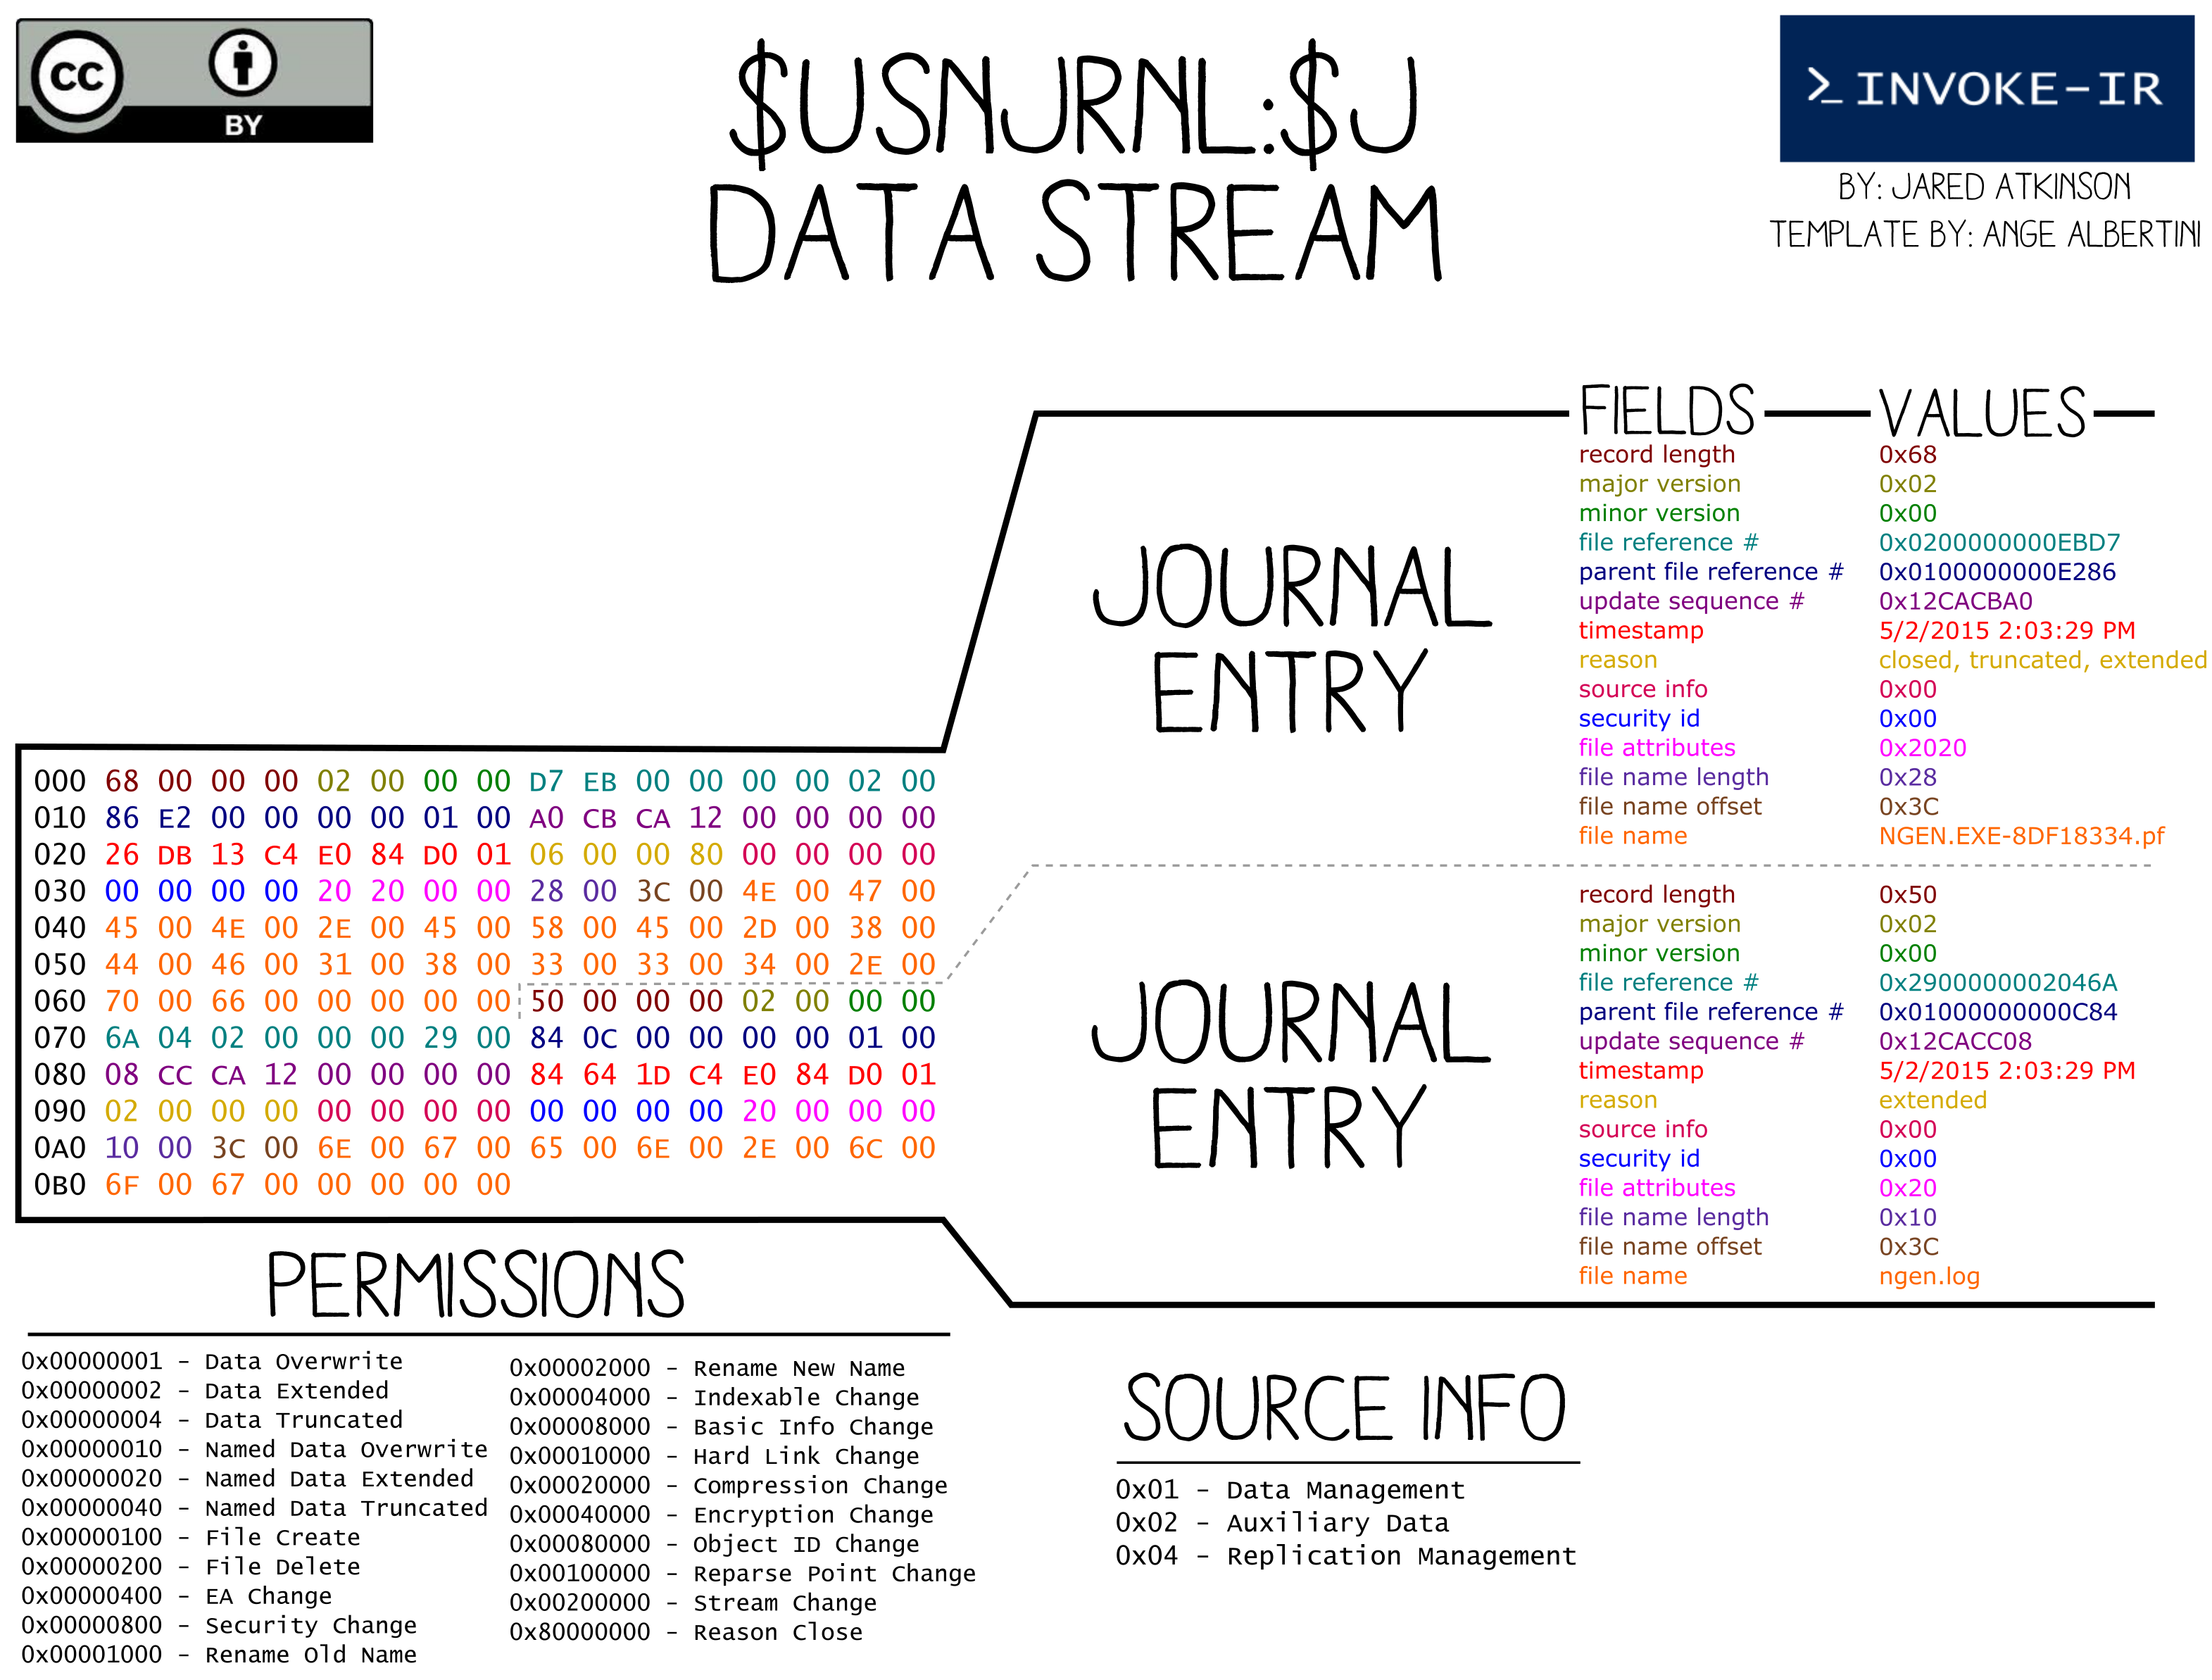 CC
BY
$USNJRNL:$J
DATA STREAM
>_ INVOKE-IR
BY: JARED ATKINSON
TEMPLATE BY: ANGE ALBERTINI
FIELDS VALUES
JOURNAL
ENTRY
record length 0x68
major version 0x02
minor version 0x00
file reference # 0x0200000000EBD7
parent file reference # 0x0100000000E286
update sequence # 0x12CACBA0
timestamp 5/2/2015 2:03:29 PM
reason closed, truncated, extended
source info 0x00
security id 0x00
file attributes 0x2020
file name length 0x28
file name offset 0x3C
file name NGEN.EXE-8DF18334.pf
JOURNAL
ENTRY
record length 0x50
major version 0x02
minor version 0x00
file reference # 0x2900000002046A
parent file reference # 0x01000000000C84
update sequence # 0x12CACC08
timestamp 5/2/2015 2:03:29 PM
reason extended
source info 0x00
security id 0x00
file attributes 0x20
file name length 0x10
file name offset 0x3C
file name ngen.log
000 68 00 00 00 02 00 00 00 D7 EB 00 00 00 00 02 00
010 86 E2 00 00 00 00 01 00 A0 CB CA 12 00 00 00 00
020 26 DB 13 C4 E0 84 D0 01 06 00 00 80 00 00 00 00
030 00 00 00 00 20 20 00 00 28 00 3C 00 4E 00 47 00
040 45 00 4E 00 2E 00 45 00 58 00 45 00 2D 00 38 00
050 44 00 46 00 31 00 38 00 33 00 33 00 34 00 2E 00
060 70 00 66 00 00 00 00 00 50 00 00 00 02 00 00 00
070 6A 04 02 00 00 00 29 00 84 0C 00 00 00 00 01 00
080 08 CC CA 12 00 00 00 00 84 64 1D C4 E0 84 D0 01
090 02 00 00 00 00 00 00 00 00 00 00 00 20 00 00 00
0A0 10 00 3C 00 6E 00 67 00 65 00 6E 00 2E 00 6C 00
0B0 6F 00 67 00 00 00 00 00
PERMISSIONS
0x00000001 - Data Overwrite
0x00000002 - Data Extended
0x00000004 - Data Truncated
0x00000010 - Named Data Overwrite
0x00000020 - Named Data Extended
0x00000040 - Named Data Truncated
0x00000100 - File Create
0x00000200 - File Delete
0x00000400 - EA Change
0x00000800 - Security Change
0x00001000 - Rename Old Name
0x00002000 - Rename New Name
0x00004000 - Indexable Change
0x00008000 - Basic Info Change
0x00010000 - Hard Link Change
0x00020000 - Compression Change
0x00040000 - Encryption Change
0x00080000 - Object ID Change
0x00100000 - Reparse Point Change
0x00200000 - Stream Change
0x80000000 - Reason Close
SOURCE INFO
0x01 - Data Management
0x02 - Auxiliary Data
0x04 - Replication Management